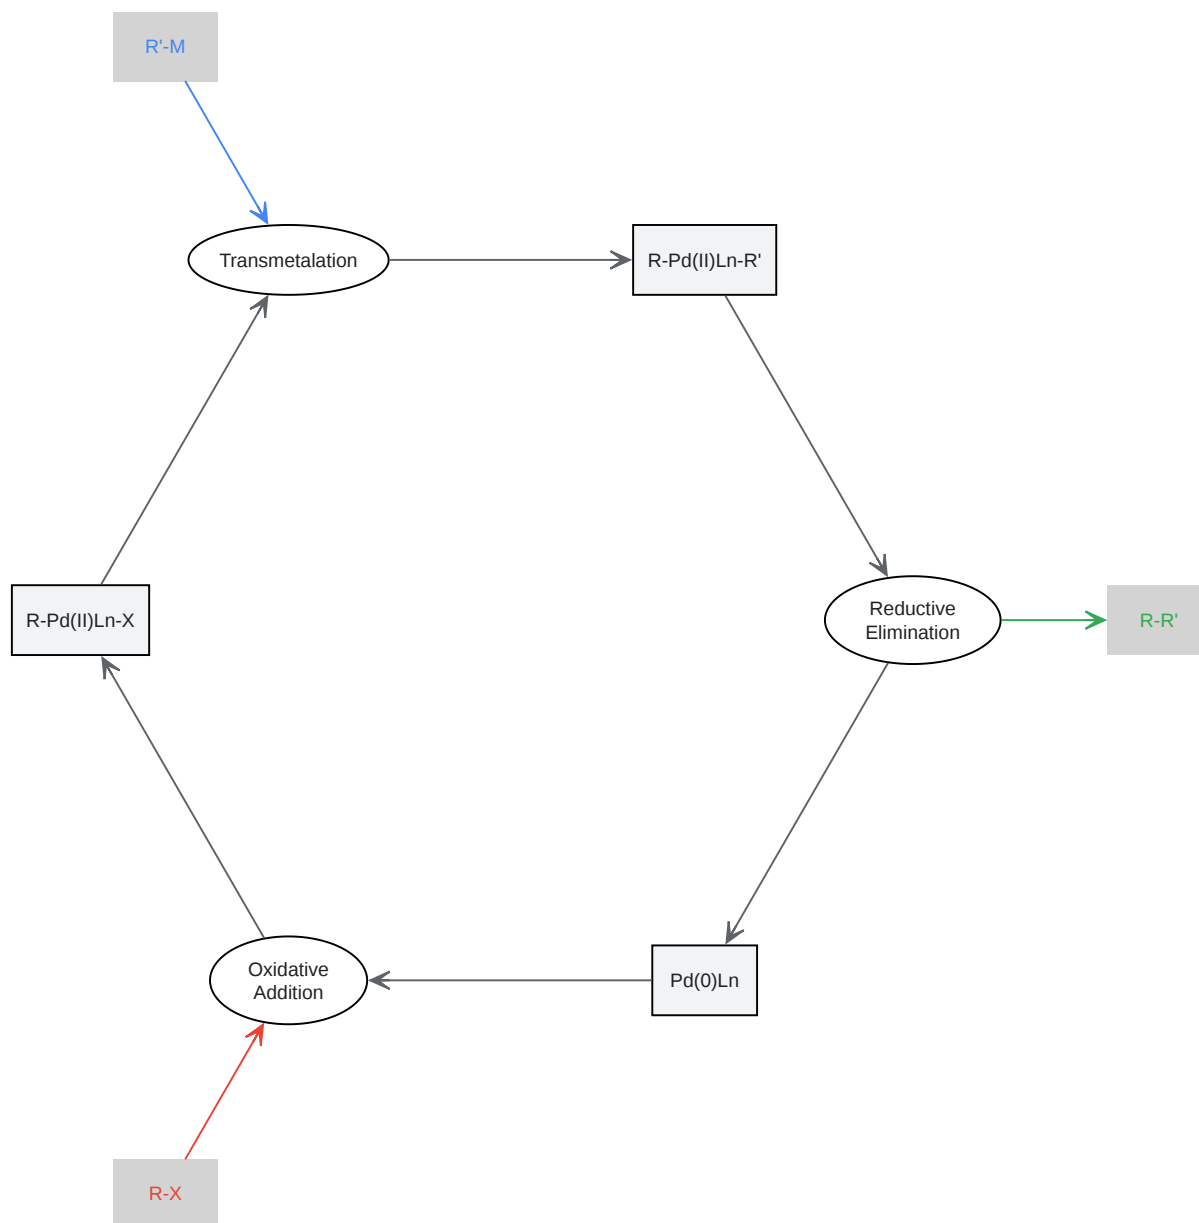 R'-M
Transmetalation
R-Pd(II)Ln-R'
R-Pd(II)Ln-X
Reductive
Elimination
R-R'
Oxidative
Addition
Pd(0)Ln
R-X